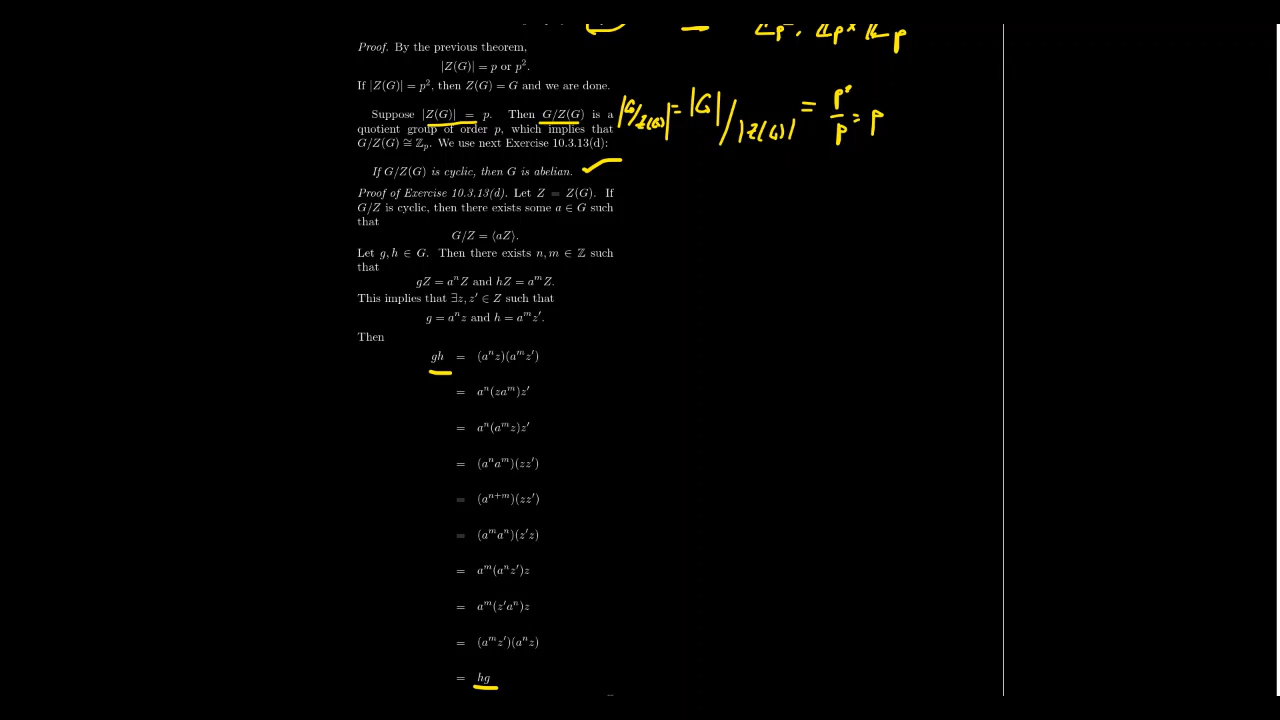 ℤp², ℤp × ℤp
Proof. By the previous theorem,
|Z(G)| = p or p².
If |Z(G)| = p², then Z(G) = G and we are done.
Suppose |Z(G)| = p. Then G/Z(G) is a
quotient group of order p, which implies that
G/Z(G) ≅ ℤp. We use next Exercise 10.3.13(d):
|G/Z(G)| = |G|/|Z(G)| = p²/p = p
If G/Z(G) is cyclic, then G is abelian.
Proof of Exercise 10.3.13(d). Let Z = Z(G). If
G/Z is cyclic, then there exists some a ∈ G such
that
G/Z = ⟨aZ⟩.
Let g, h ∈ G. Then there exists n, m ∈ ℤ such
that
gZ = aⁿZ and hZ = aᵐZ.
This implies that ∃z, z′ ∈ Z such that
g = aⁿz and h = aᵐz′.
Then
gh = (aⁿz)(aᵐz′)
= aⁿ(zaᵐ)z′
= aⁿ(aᵐz)z′
= (aⁿaᵐ)(zz′)
= (aⁿ⁺ᵐ)(zz′)
= (aᵐaⁿ)(z′z)
= aᵐ(aⁿz′)z
= aᵐ(z′aⁿ)z
= (aᵐz′)(aⁿz)
= hg